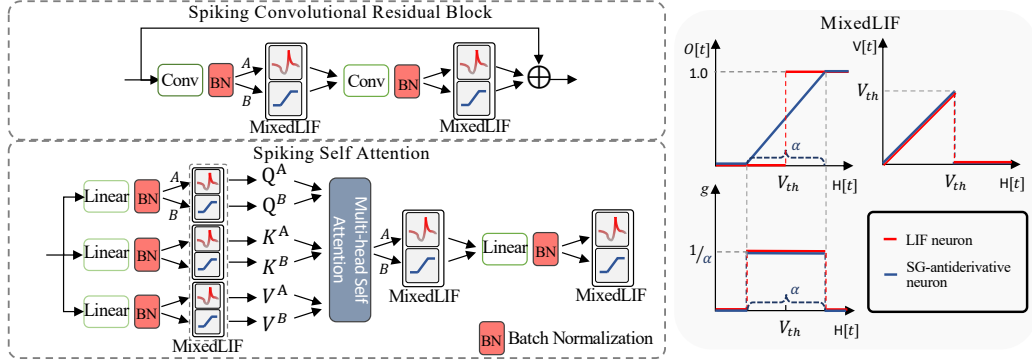 Spiking Convolutional Residual Block
Conv
BN
A
B
MixedLIF
Conv
BN
MixedLIF
Spiking Self Attention
Linear
BN
A
B
Q^A
Q^B
Linear
BN
K^A
K^B
Linear
BN
V^A
V^B
MixedLIF
Multi-head Self
Attention
A
B
MixedLIF
Linear
BN
MixedLIF
BN Batch Normalization
MixedLIF
O[t]
1.0
α
V_th
H[t]
V[t]
V_th
V_th
H[t]
g
1/α
α
V_th
H[t]
LIF neuron
SG-antiderivative
neuron